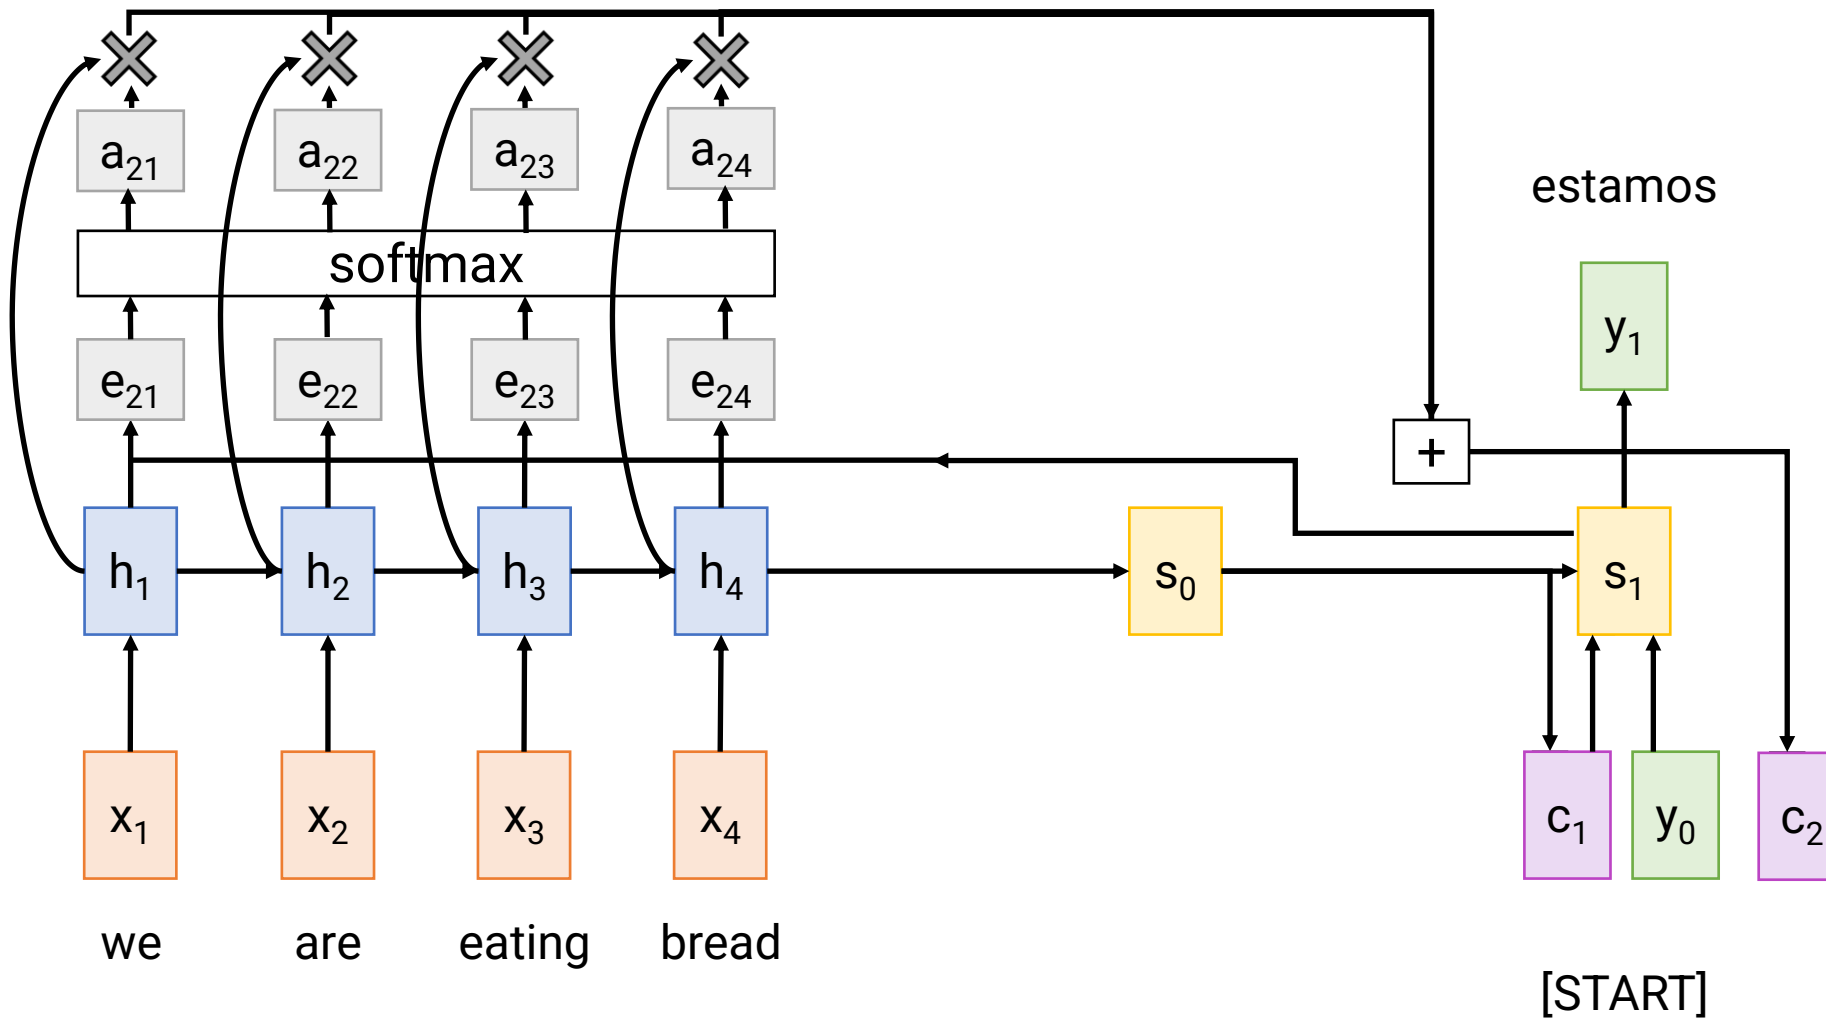 a21 a22 a23 a24
estamos
softmax
y1
e21 e22 e23 e24
+
h1 h2 h3 h4 s0 s1
x1 x2 x3 x4 c1 y0 c2
we are eating bread
[START]